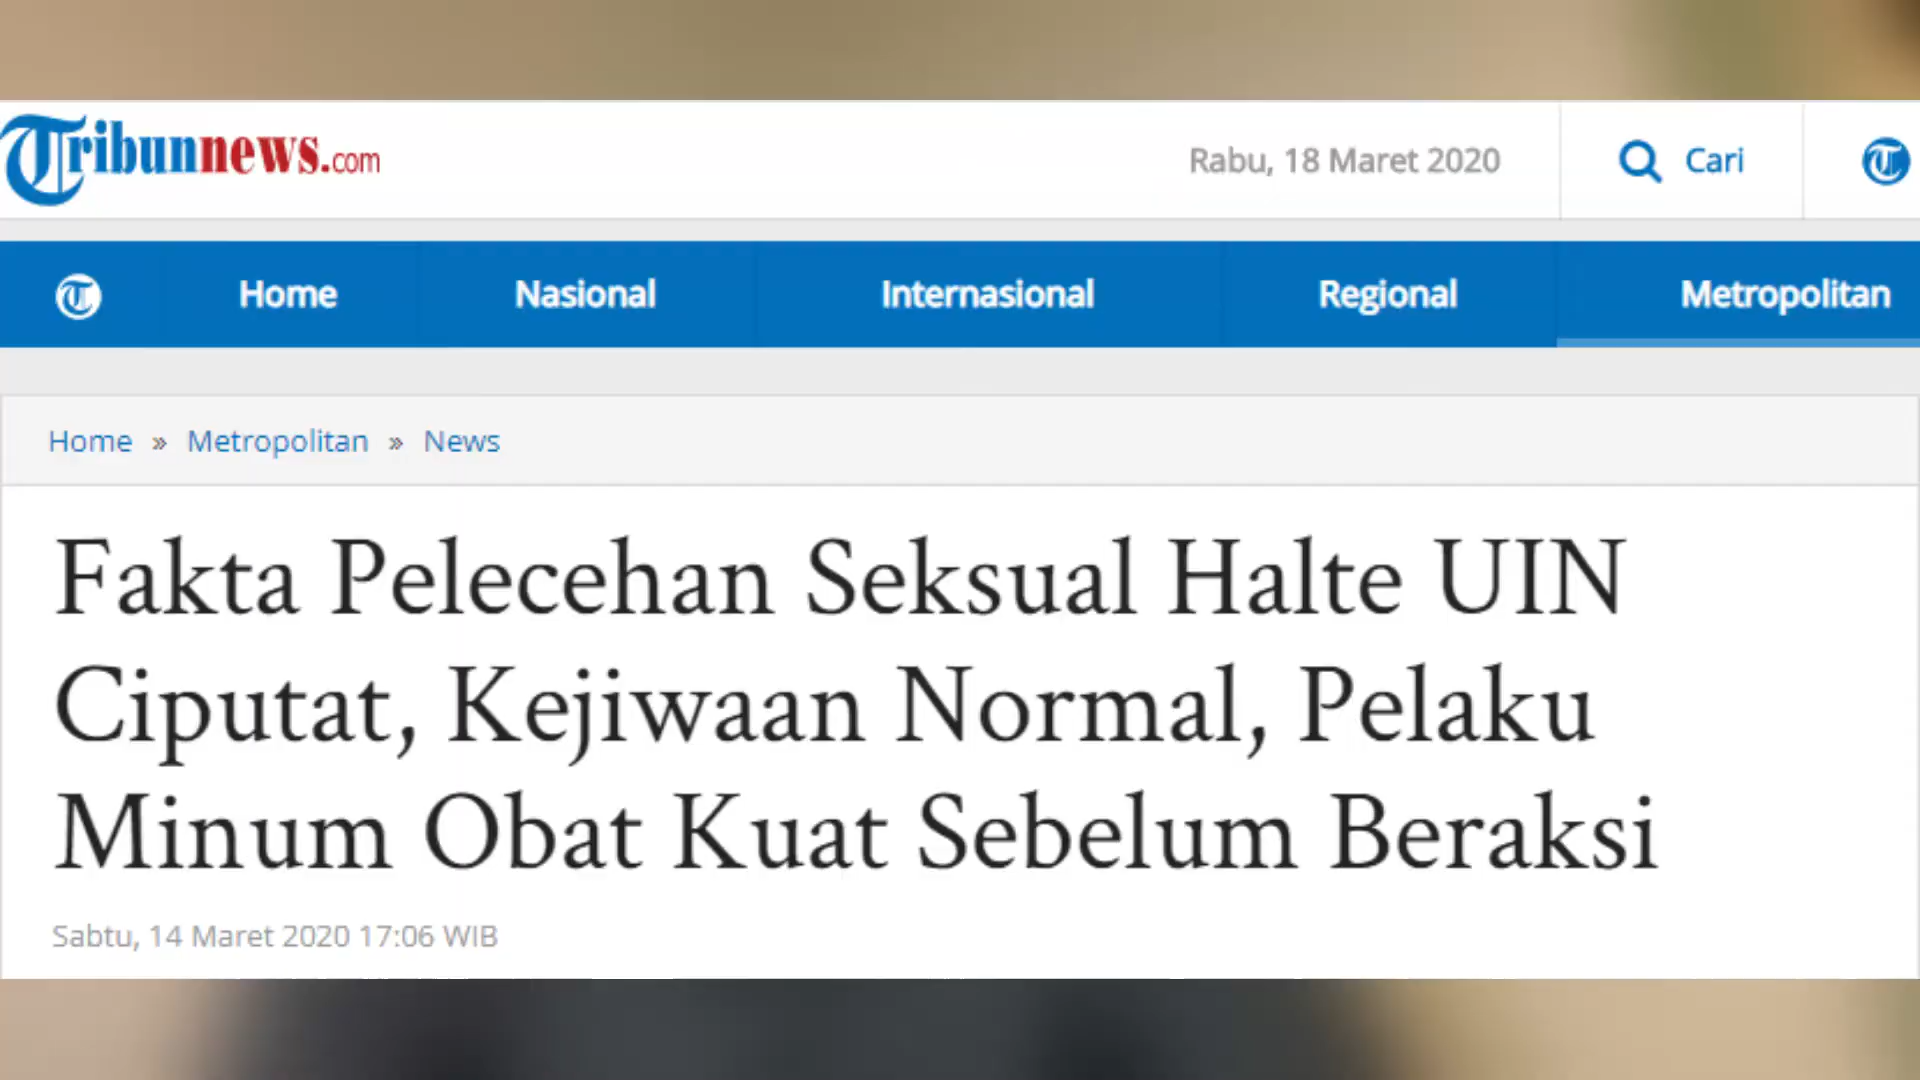 Tribunnews.com
Rabu, 18 Maret 2020
Cari
Home Nasional Internasional Regional Metropolitan
Home » Metropolitan » News
Fakta Pelecehan Seksual Halte UIN
Ciputat, Kejiwaan Normal, Pelaku
Minum Obat Kuat Sebelum Beraksi
Sabtu, 14 Maret 2020 17:06 WIB